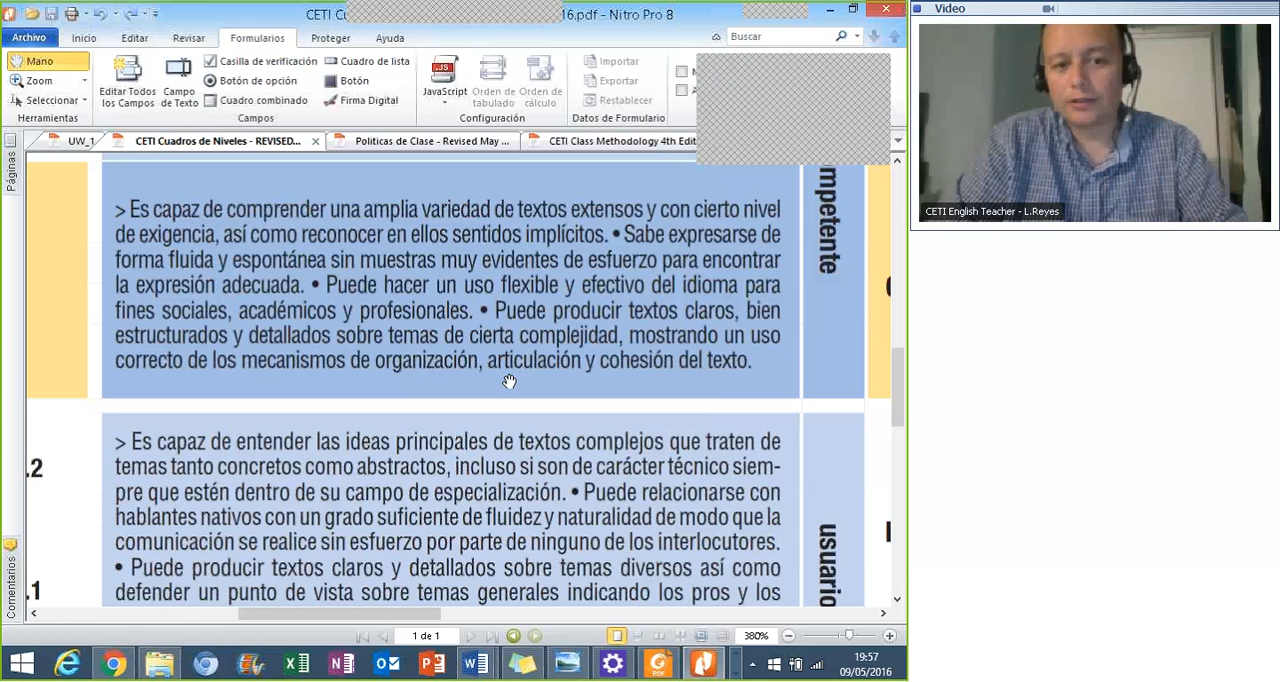 CETI Cu
16.pdf - Nitro Pro 8
Video
Archivo
Inicio
Editar
Revisar
Formularios
Proteger
Ayuda
Buscar
Mano
Zoom
Seleccionar
Herramientas
Editar Todos
los Campos
Campo
de Texto
Casilla de verificación
Botón de opción
Cuadro combinado
Cuadro de lista
Botón
Firma Digital
Campos
JavaScript
Orden de
tabulado
Orden de
cálculo
Configuración
Importar
Exportar
Restablecer
Datos de Formulario
UW_1
CETI Cuadros de Niveles - REVISED...
Politicas de Clase - Revised May ...
CETI Class Methodology 4th Edit
Páginas
Comentarios
> Es capaz de comprender una amplia variedad de textos extensos y con cierto nivel
de exigencia, así como reconocer en ellos sentidos implícitos. • Sabe expresarse de
forma fluida y espontánea sin muestras muy evidentes de esfuerzo para encontrar
la expresión adecuada. • Puede hacer un uso flexible y efectivo del idioma para
fines sociales, académicos y profesionales. • Puede producir textos claros, bien
estructurados y detallados sobre temas de cierta complejidad, mostrando un uso
correcto de los mecanismos de organización, articulación y cohesión del texto.
mpetente
.2
> Es capaz de entender las ideas principales de textos complejos que traten de
temas tanto concretos como abstractos, incluso si son de carácter técnico siem-
pre que estén dentro de su campo de especialización. • Puede relacionarse con
hablantes nativos con un grado suficiente de fluidez y naturalidad de modo que la
comunicación se realice sin esfuerzo por parte de ninguno de los interlocutores.
• Puede producir textos claros y detallados sobre temas diversos así como
defender un punto de vista sobre temas generales indicando los pros y los
.1
usuario
1 de 1
380%
19:57
09/05/2016
CETI English Teacher - L.Reyes